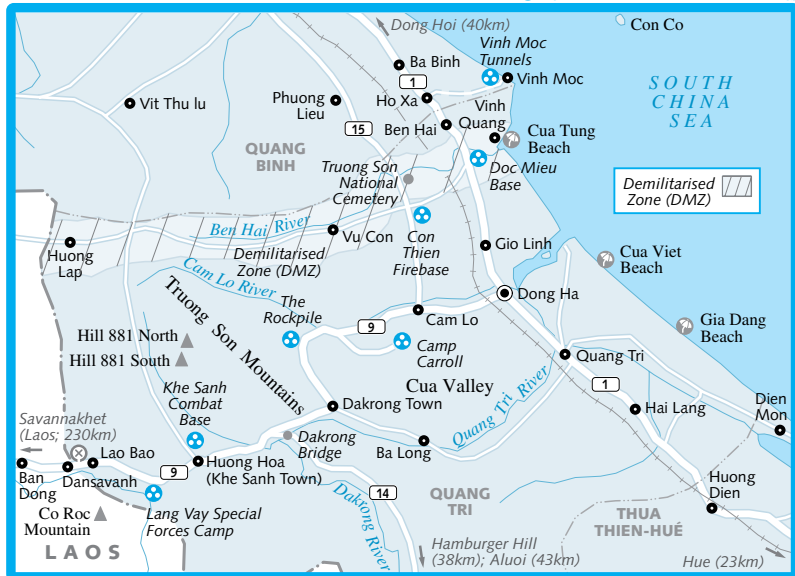 Dong Hoi (40km)
Con Co
Vinh Moc
Tunnels
Ba Binh
1
Vinh Moc
SOUTH
CHINA
SEA
Vit Thu lu
Phuong
Lieu
Ho Xa
Vinh
Quang
15
Ben Hai
Cua Tung
Beach
QUANG
BINH
Truong Son
National
Cemetery
Doc Mieu
Base
Demilitarised
Zone (DMZ)
Ben Hai River
Huong
Lap
Vu Con
Con
Thien
Firebase
Gio Linh
Demilitarised
Zone (DMZ)
Cua Viet
Beach
Cam Lo River
Truong Son Mountains
The
Rockpile
Dong Ha
9
Cam Lo
Gia Dang
Beach
Hill 881 North
Hill 881 South
Camp
Carroll
Quang Tri
Khe Sanh
Combat
Base
Cua Valley
Quang Tri River
1
Dakrong Town
Hai Lang
Dien
Mon
Savannakhet
(Laos; 230km)
Dakrong
Bridge
Ba Long
Lao Bao
Ban
Dong
Dansavanh
9
Huong Hoa
(Khe Sanh Town)
Huong
Dien
14
QUANG
TRI
Dakrong River
Co Roc
Mountain
Lang Vay Special
Forces Camp
THUA
THIEN-HUÉ
LAOS
Hamburger Hill
(38km); Aluoi (43km)
Hue (23km)